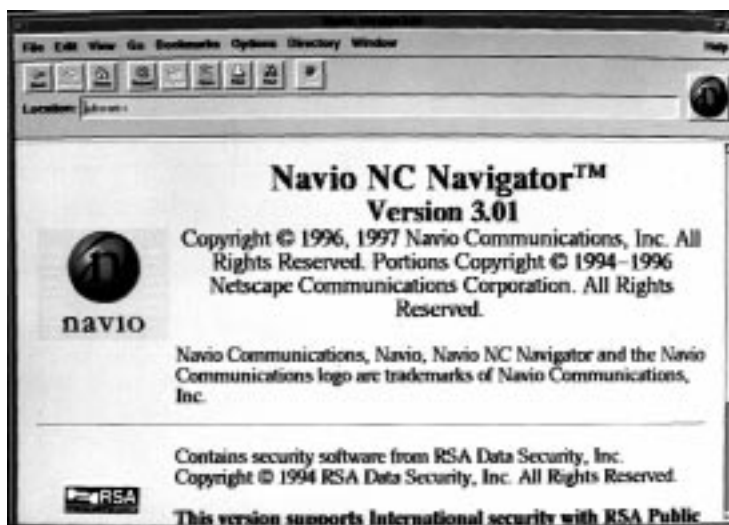 File Edit View Go Bookmarks Options Directory Window Help
Location:
Navio NC Navigator™
Version 3.01
Copyright © 1996, 1997 Navio Communications, Inc. All
Rights Reserved. Portions Copyright © 1994–1996
Netscape Communications Corporation. All Rights
Reserved.
n
navio
Navio Communications, Navio, Navio NC Navigator and the Navio
Communications logo are trademarks of Navio Communications,
Inc.
Contains security software from RSA Data Security, Inc.
Copyright © 1994 RSA Data Security, Inc. All Rights Reserved.
RSA
This version supports International security with RSA Public